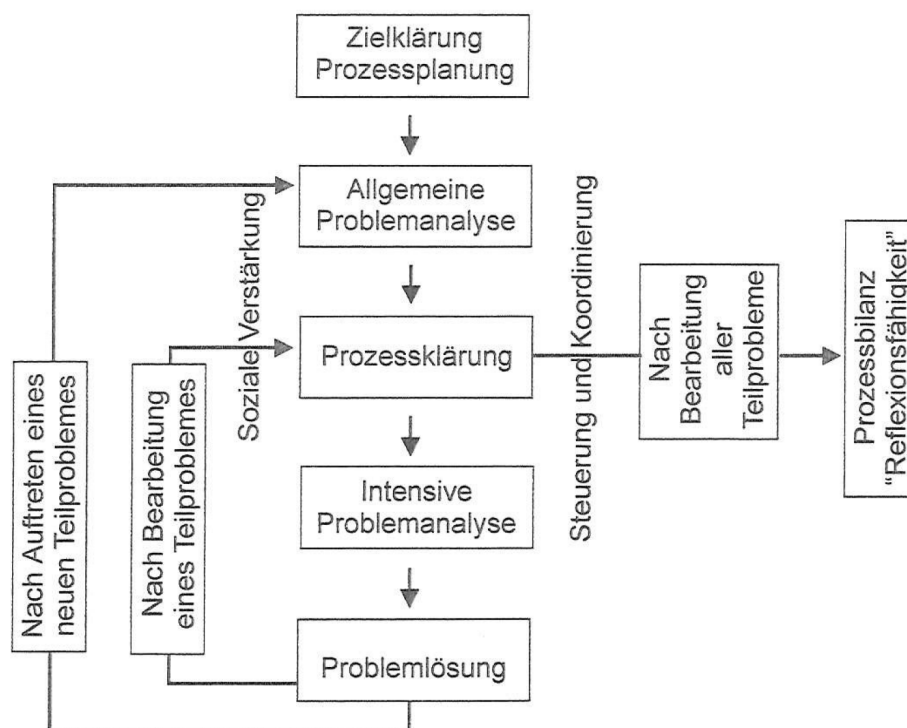 Zielklärung
Prozessplanung
Allgemeine
Problemanalyse
Prozessklärung
Intensive
Problemanalyse
Problemlösung
Nach Auftreten eines
neuen Teilproblemes
Nach Bearbeitung
eines Teilproblemes
Soziale Verstärkung
Steuerung und Koordinierung
Nach
Bearbeitung
aller
Teilprobleme
Prozessbilanz
“Reflexionsfähigkeit”